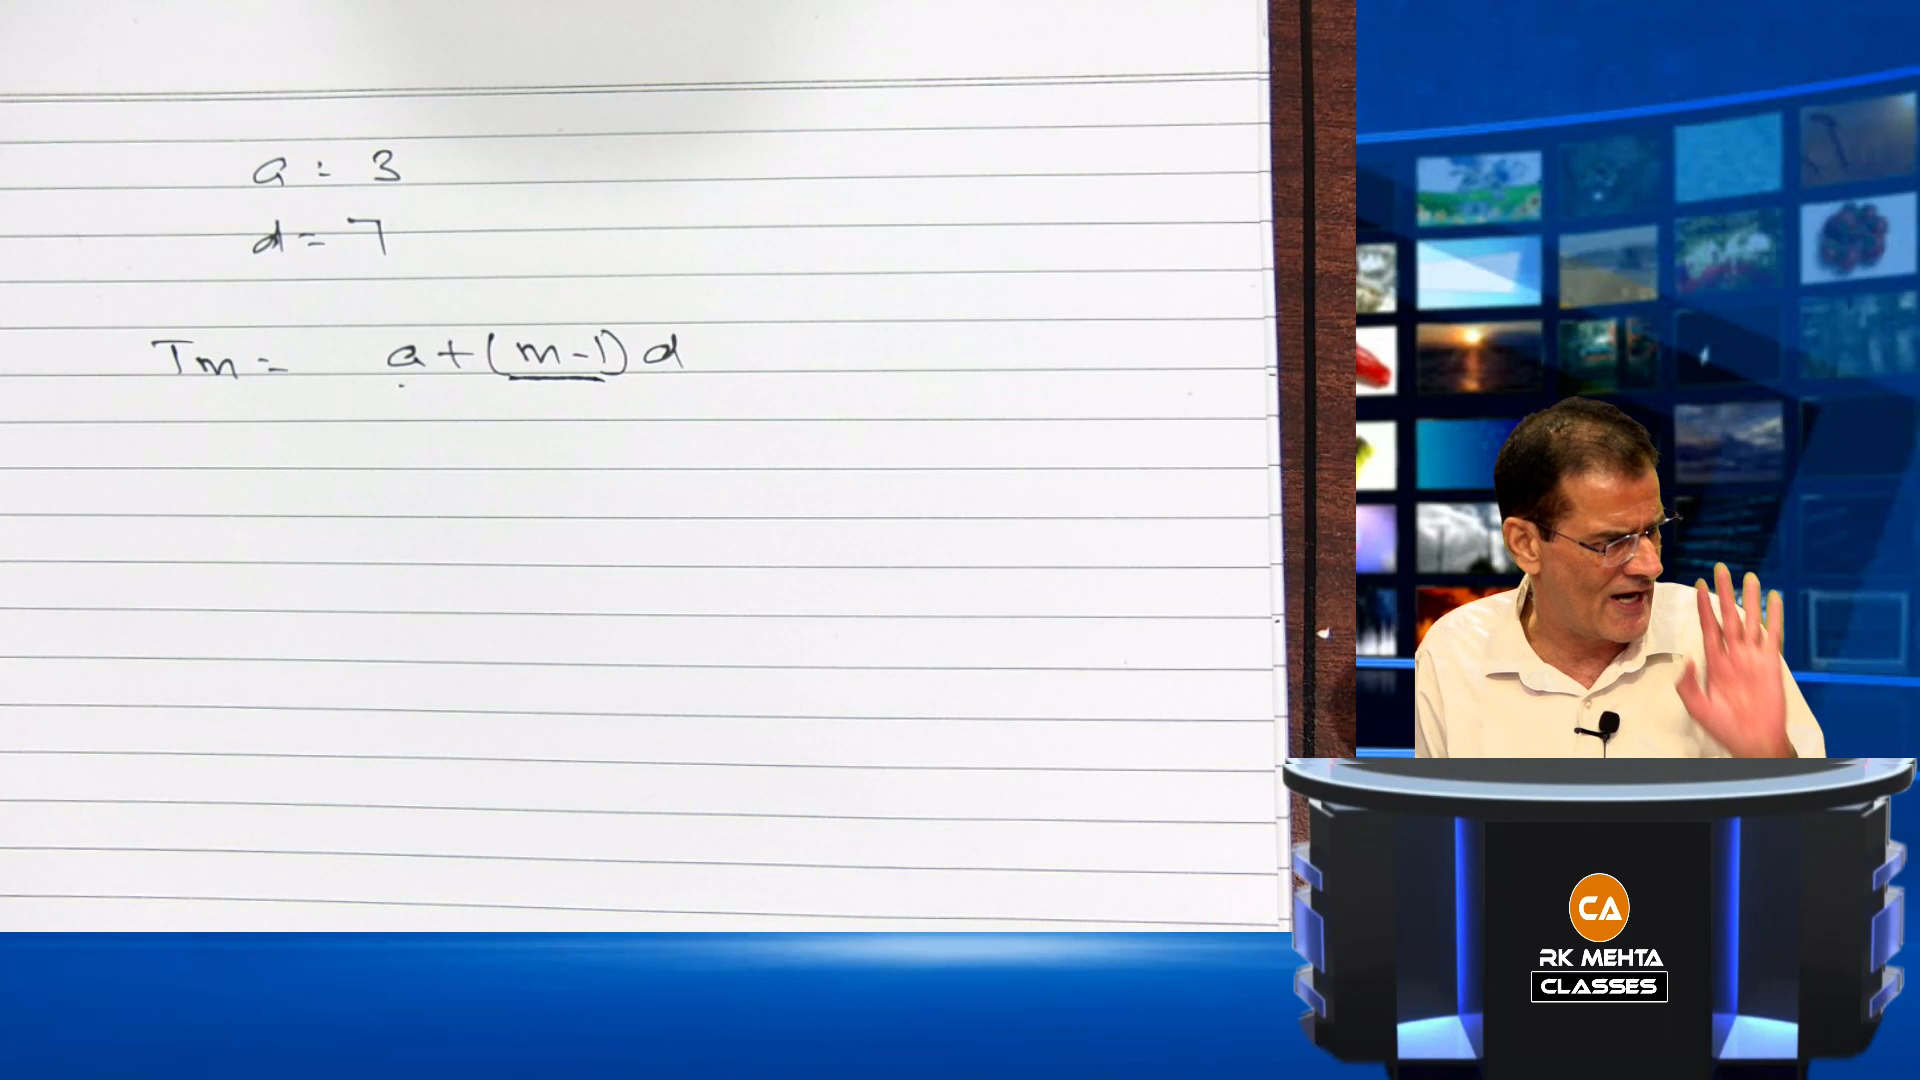 a = 3
d = 7
Tm = a + (m-1) d
CA
RK MEHTA
CLASSES